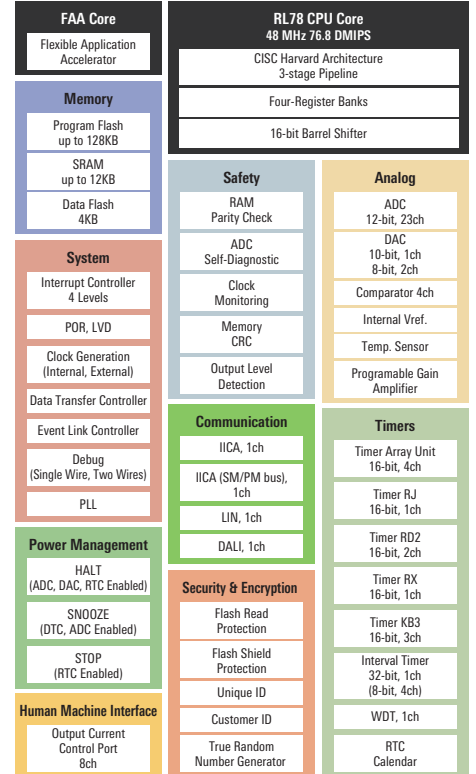 FAA Core
Flexible Application
Accelerator
Memory
Program Flash
up to 128KB
SRAM
up to 12KB
Data Flash
4KB
System
Interrupt Controller
4 Levels
POR, LVD
Clock Generation
(Internal, External)
Data Transfer Controller
Event Link Controller
Debug
(Single Wire, Two Wires)
PLL
Power Management
HALT
(ADC, DAC, RTC Enabled)
SNOOZE
(DTC, ADC Enabled)
STOP
(RTC Enabled)
Human Machine Interface
Output Current
Control Port
8ch
RL78 CPU Core
48 MHz 76.8 DMIPS
CISC Harvard Architecture
3-stage Pipeline
Four-Register Banks
16-bit Barrel Shifter
Safety
RAM
Parity Check
ADC
Self-Diagnostic
Clock
Monitoring
Memory
CRC
Output Level
Detection
Communication
IICA, 1ch
IICA (SM/PM bus),
1ch
LIN, 1ch
DALI, 1ch
Security & Encryption
Flash Read
Protection
Flash Shield
Protection
Unique ID
Customer ID
True Random
Number Generator
Analog
ADC
12-bit, 23ch
DAC
10-bit, 1ch
8-bit, 2ch
Comparator 4ch
Internal Vref.
Temp. Sensor
Programable Gain
Amplifier
Timers
Timer Array Unit
16-bit, 4ch
Timer RJ
16-bit, 1ch
Timer RD2
16-bit, 2ch
Timer RX
16-bit, 1ch
Timer KB3
16-bit, 3ch
Interval Timer
32-bit, 1ch
(8-bit, 4ch)
WDT, 1ch
RTC
Calendar